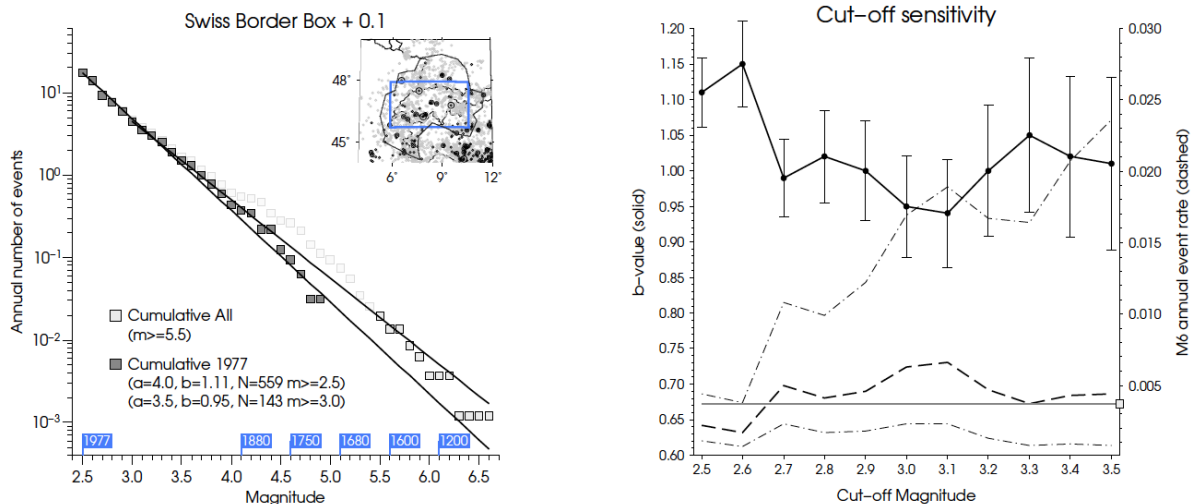 Swiss Border Box + 0.1
Annual number of events
10¹
10⁰
10⁻¹
10⁻²
10⁻³
48°
45°
6° 9° 12°
Cumulative All
(m>=5.5)
Cumulative 1977
(a=4.0, b=1.11, N=559 m>=2.5)
(a=3.5, b=0.95, N=143 m>=3.0)
1977 1880 1750 1680 1600 1200
2.5 3.0 3.5 4.0 4.5 5.0 5.5 6.0 6.5
Magnitude
Cut-off sensitivity
b-value (solid)
1.20
1.15
1.10
1.05
1.00
0.95
0.90
0.85
0.80
0.75
0.70
0.65
0.60
0.030
0.025
0.020
0.015
0.010
0.005
M6 annual event rate (dashed)
2.5 2.6 2.7 2.8 2.9 3.0 3.1 3.2 3.3 3.4 3.5
Cut-off Magnitude